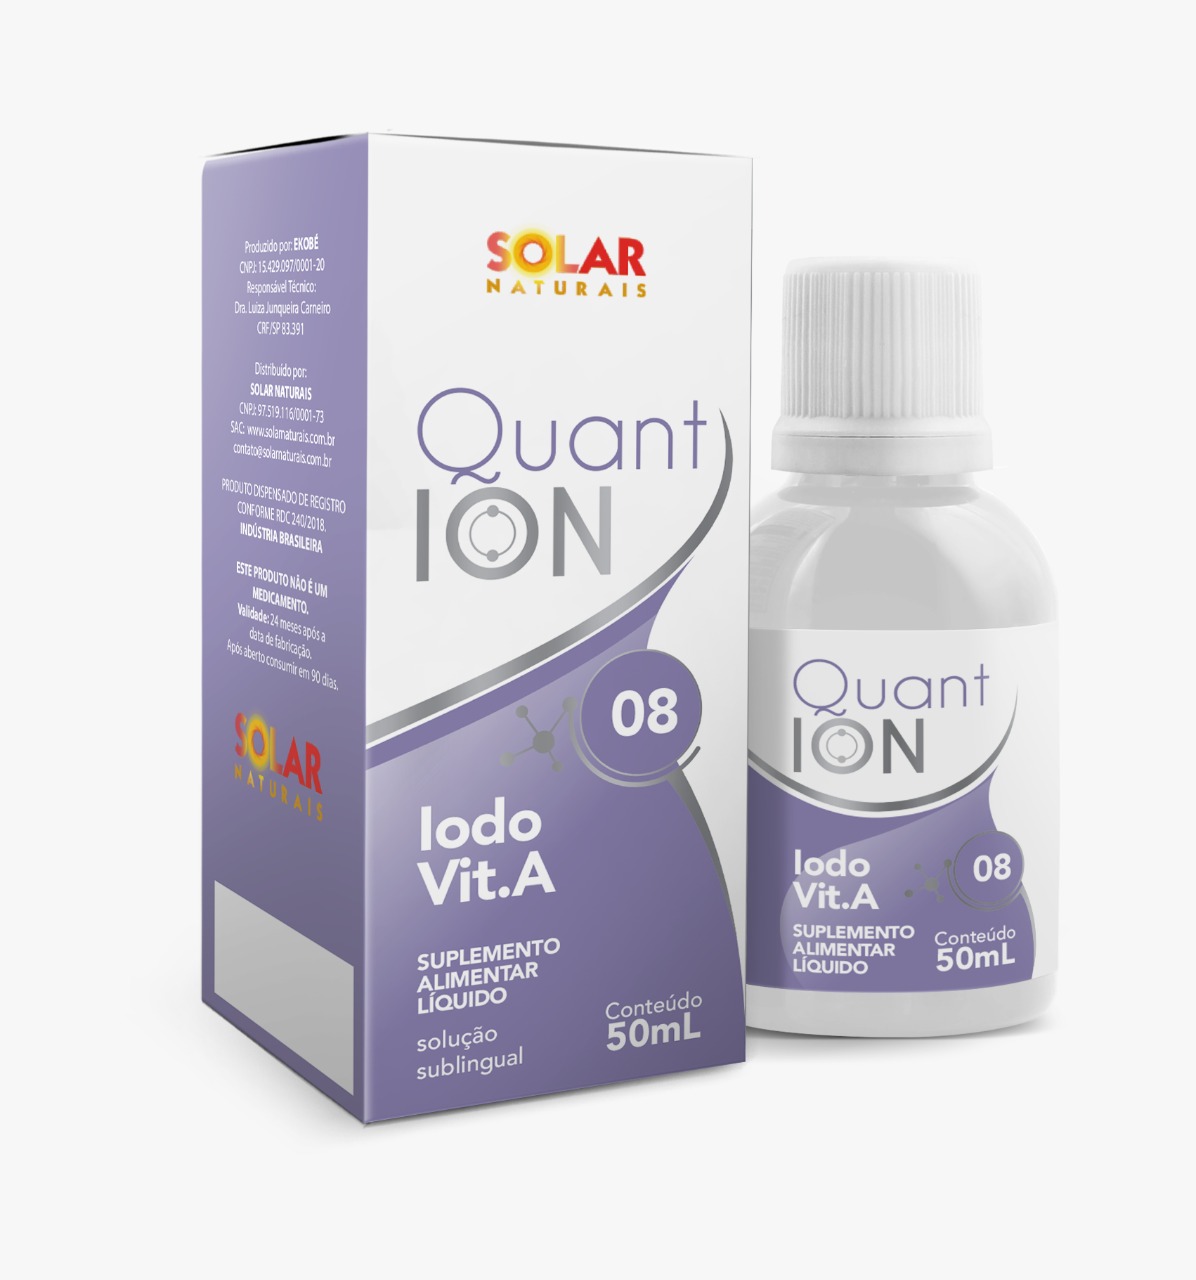 Produzido por: EKOBÉ
CNPJ: 15.429.097/0001-20
Responsável Técnico:
Dra. Luiza Junqueira Carneiro
CRF/SP 83.391
Distribuído por:
SOLAR NATURAIS
CNPJ: 97.519.116/0001-73
SAC: www.solarnaturais.com.br
contato@solarnaturais.com.br
PRODUTO DISPENSADO DE REGISTRO
CONFORME RDC 240/2018.
INDÚSTRIA BRASILEIRA
ESTE PRODUTO NÃO É UM
MEDICAMENTO.
Validade: 24 meses após a
data de fabricação.
Após aberto consumir em 90 dias.
SOLAR
NATURAIS
SOLAR
NATURAIS
Quant
ION
08
Iodo
Vit.A
SUPLEMENTO
ALIMENTAR
LÍQUIDO
solução
sublingual
Conteúdo
50mL
Quant
ION
08
Iodo
Vit.A
SUPLEMENTO
ALIMENTAR
LÍQUIDO
Conteúdo
50mL